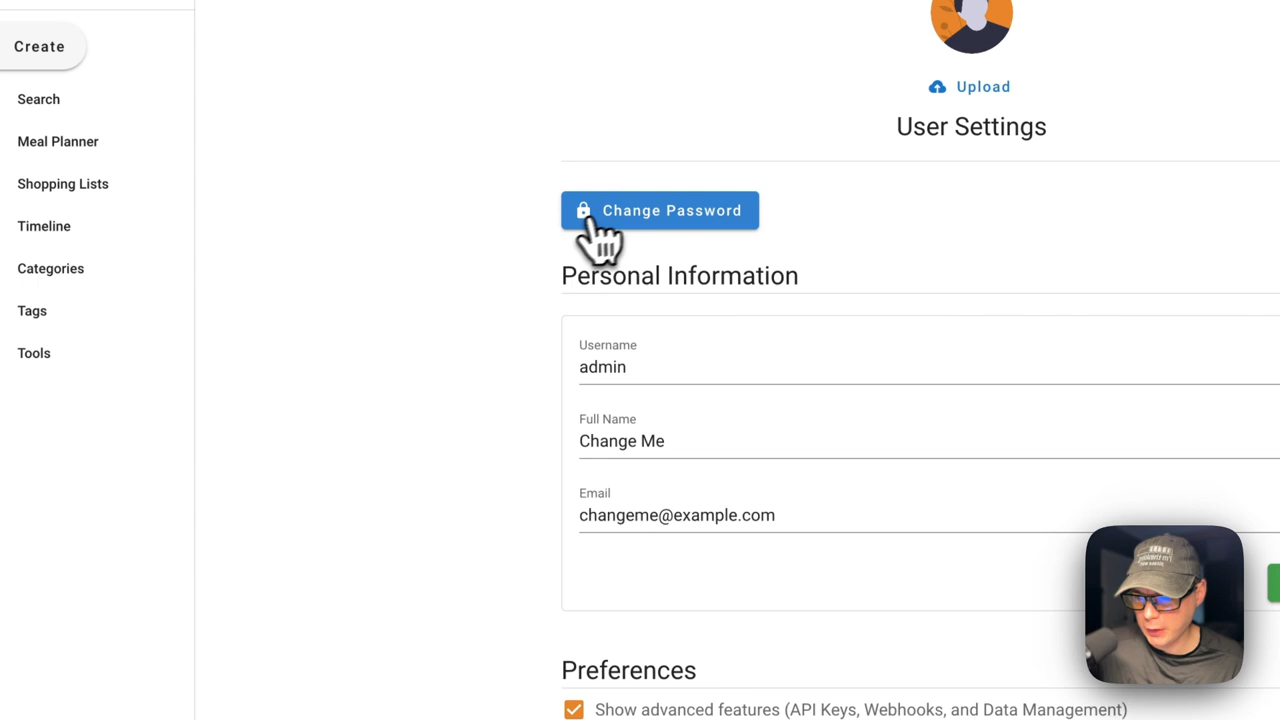 Create
Search
Meal Planner
Shopping Lists
Timeline
Categories
Tags
Tools
Upload
User Settings
Change Password
Personal Information
Username
admin
Full Name
Change Me
Email
changeme@example.com
Preferences
Show advanced features (API Keys, Webhooks, and Data Management)